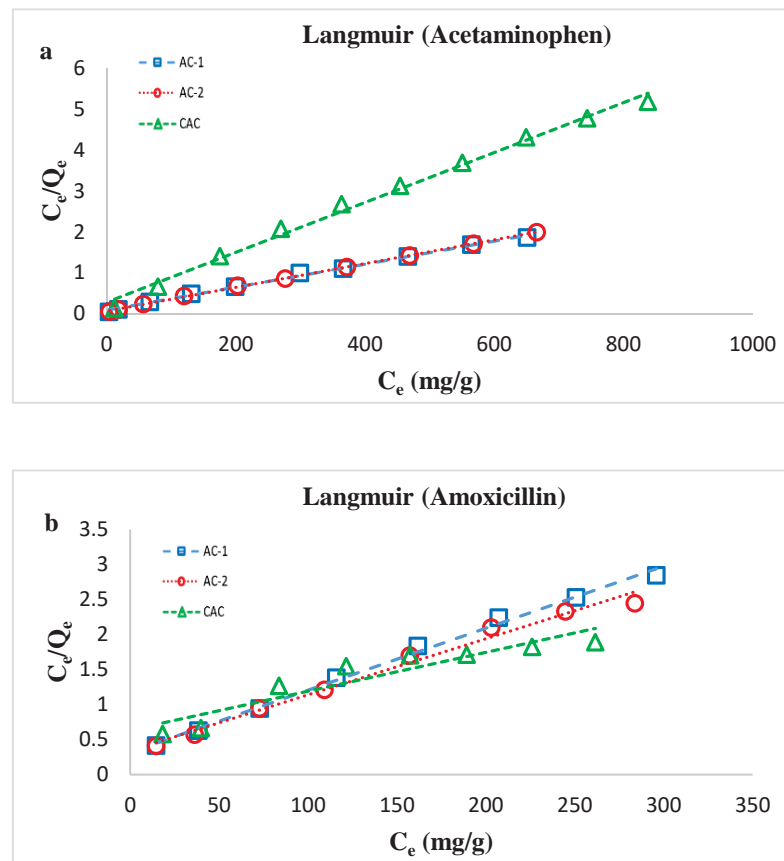 Langmuir (Acetaminophen)
a
6
5
4
3
2
1
0
AC-1
AC-2
CAC
Cₑ/Qₑ
0 200 400 600 800 1000
Cₑ (mg/g)
Langmuir (Amoxicillin)
b
3.5
3
2.5
2
1.5
1
0.5
0
AC-1
AC-2
CAC
Cₑ/Qₑ
0 50 100 150 200 250 300 350
Cₑ (mg/g)